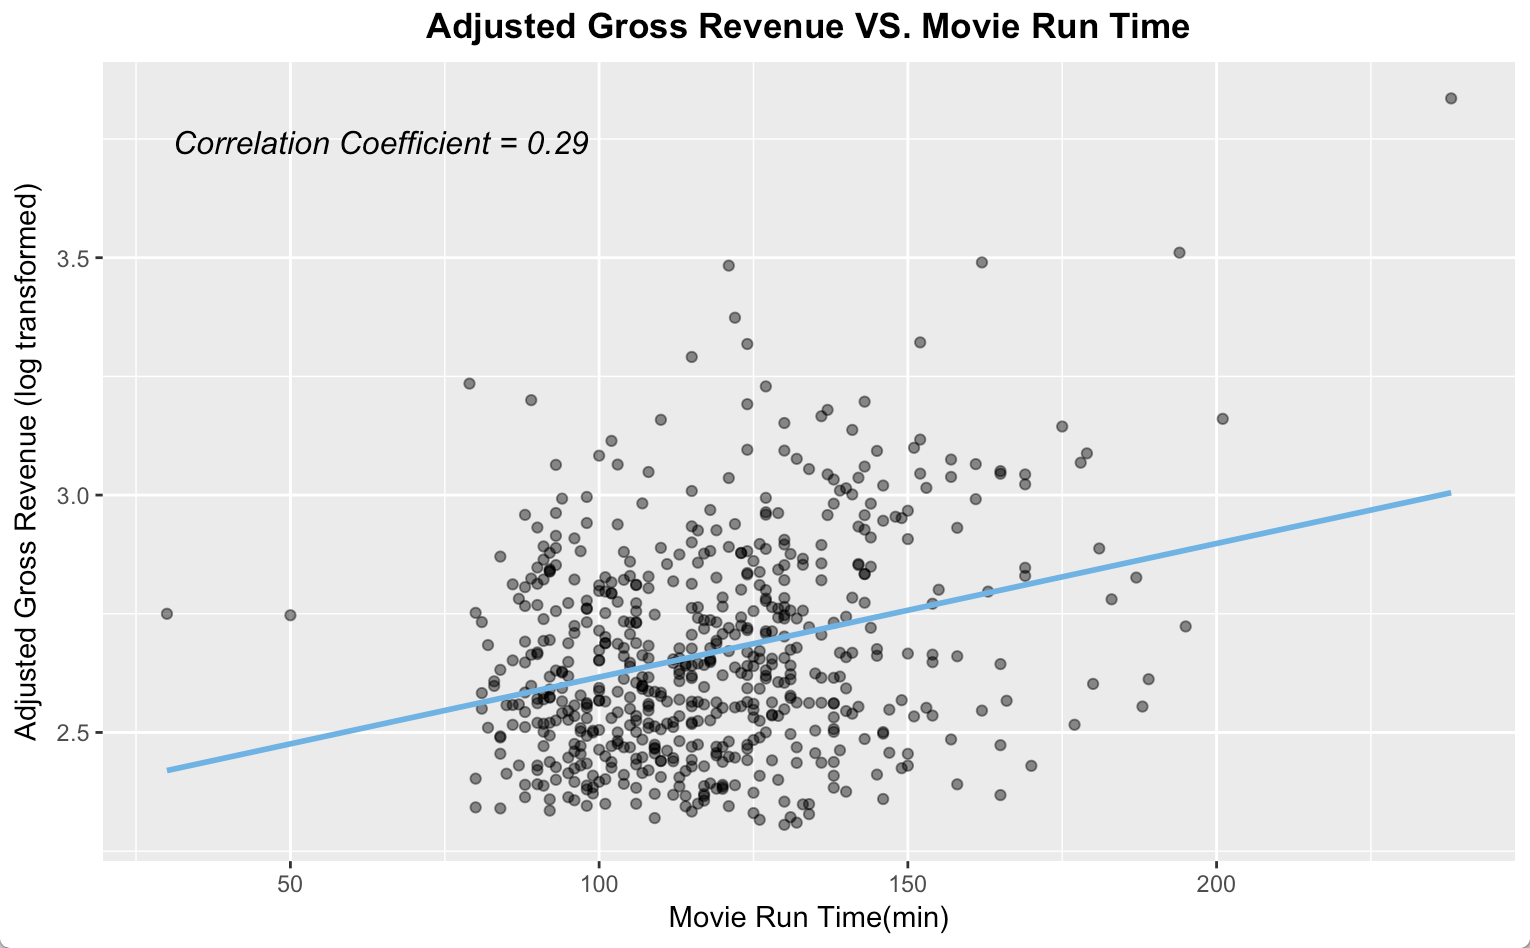 Adjusted Gross Revenue VS. Movie Run Time
Correlation Coefficient = 0.29
Adjusted Gross Revenue (log transformed)
3.5
3.0
2.5
50
100
150
200
Movie Run Time(min)